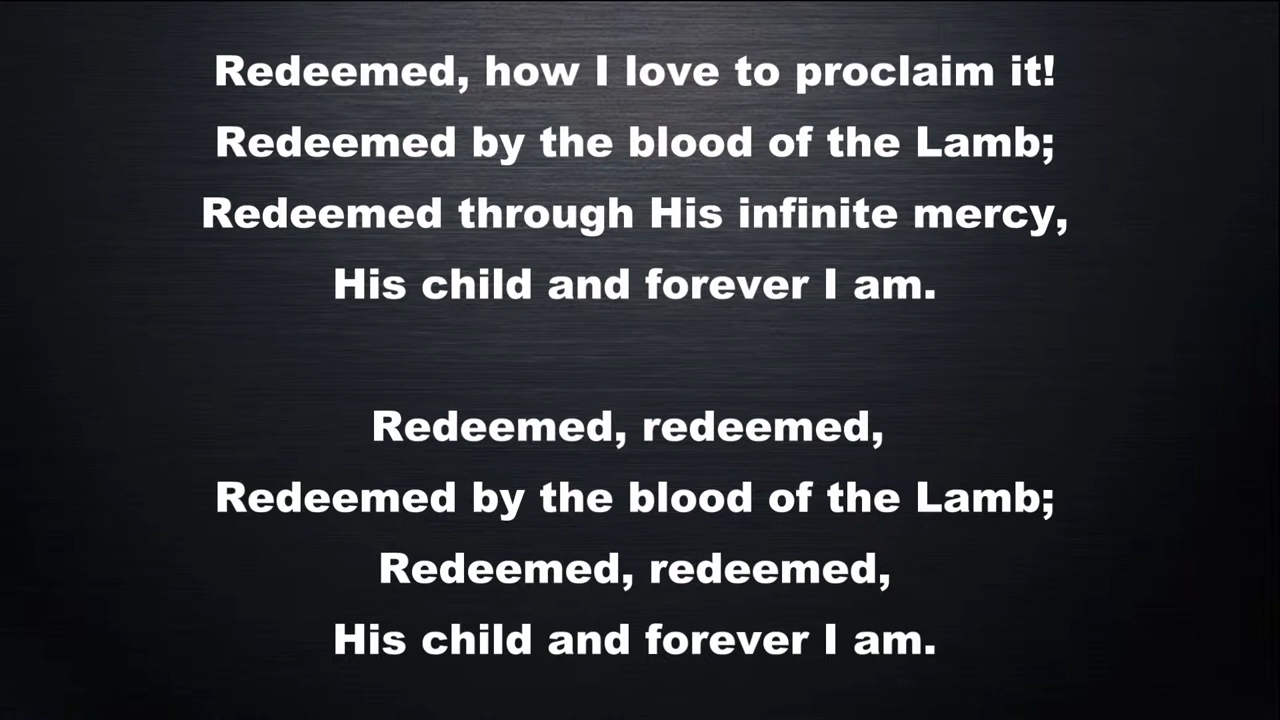 Redeemed, how I love to proclaim it!
Redeemed by the blood of the Lamb;
Redeemed through His infinite mercy,
His child and forever I am.
Redeemed, redeemed,
Redeemed by the blood of the Lamb;
Redeemed, redeemed,
His child and forever I am.